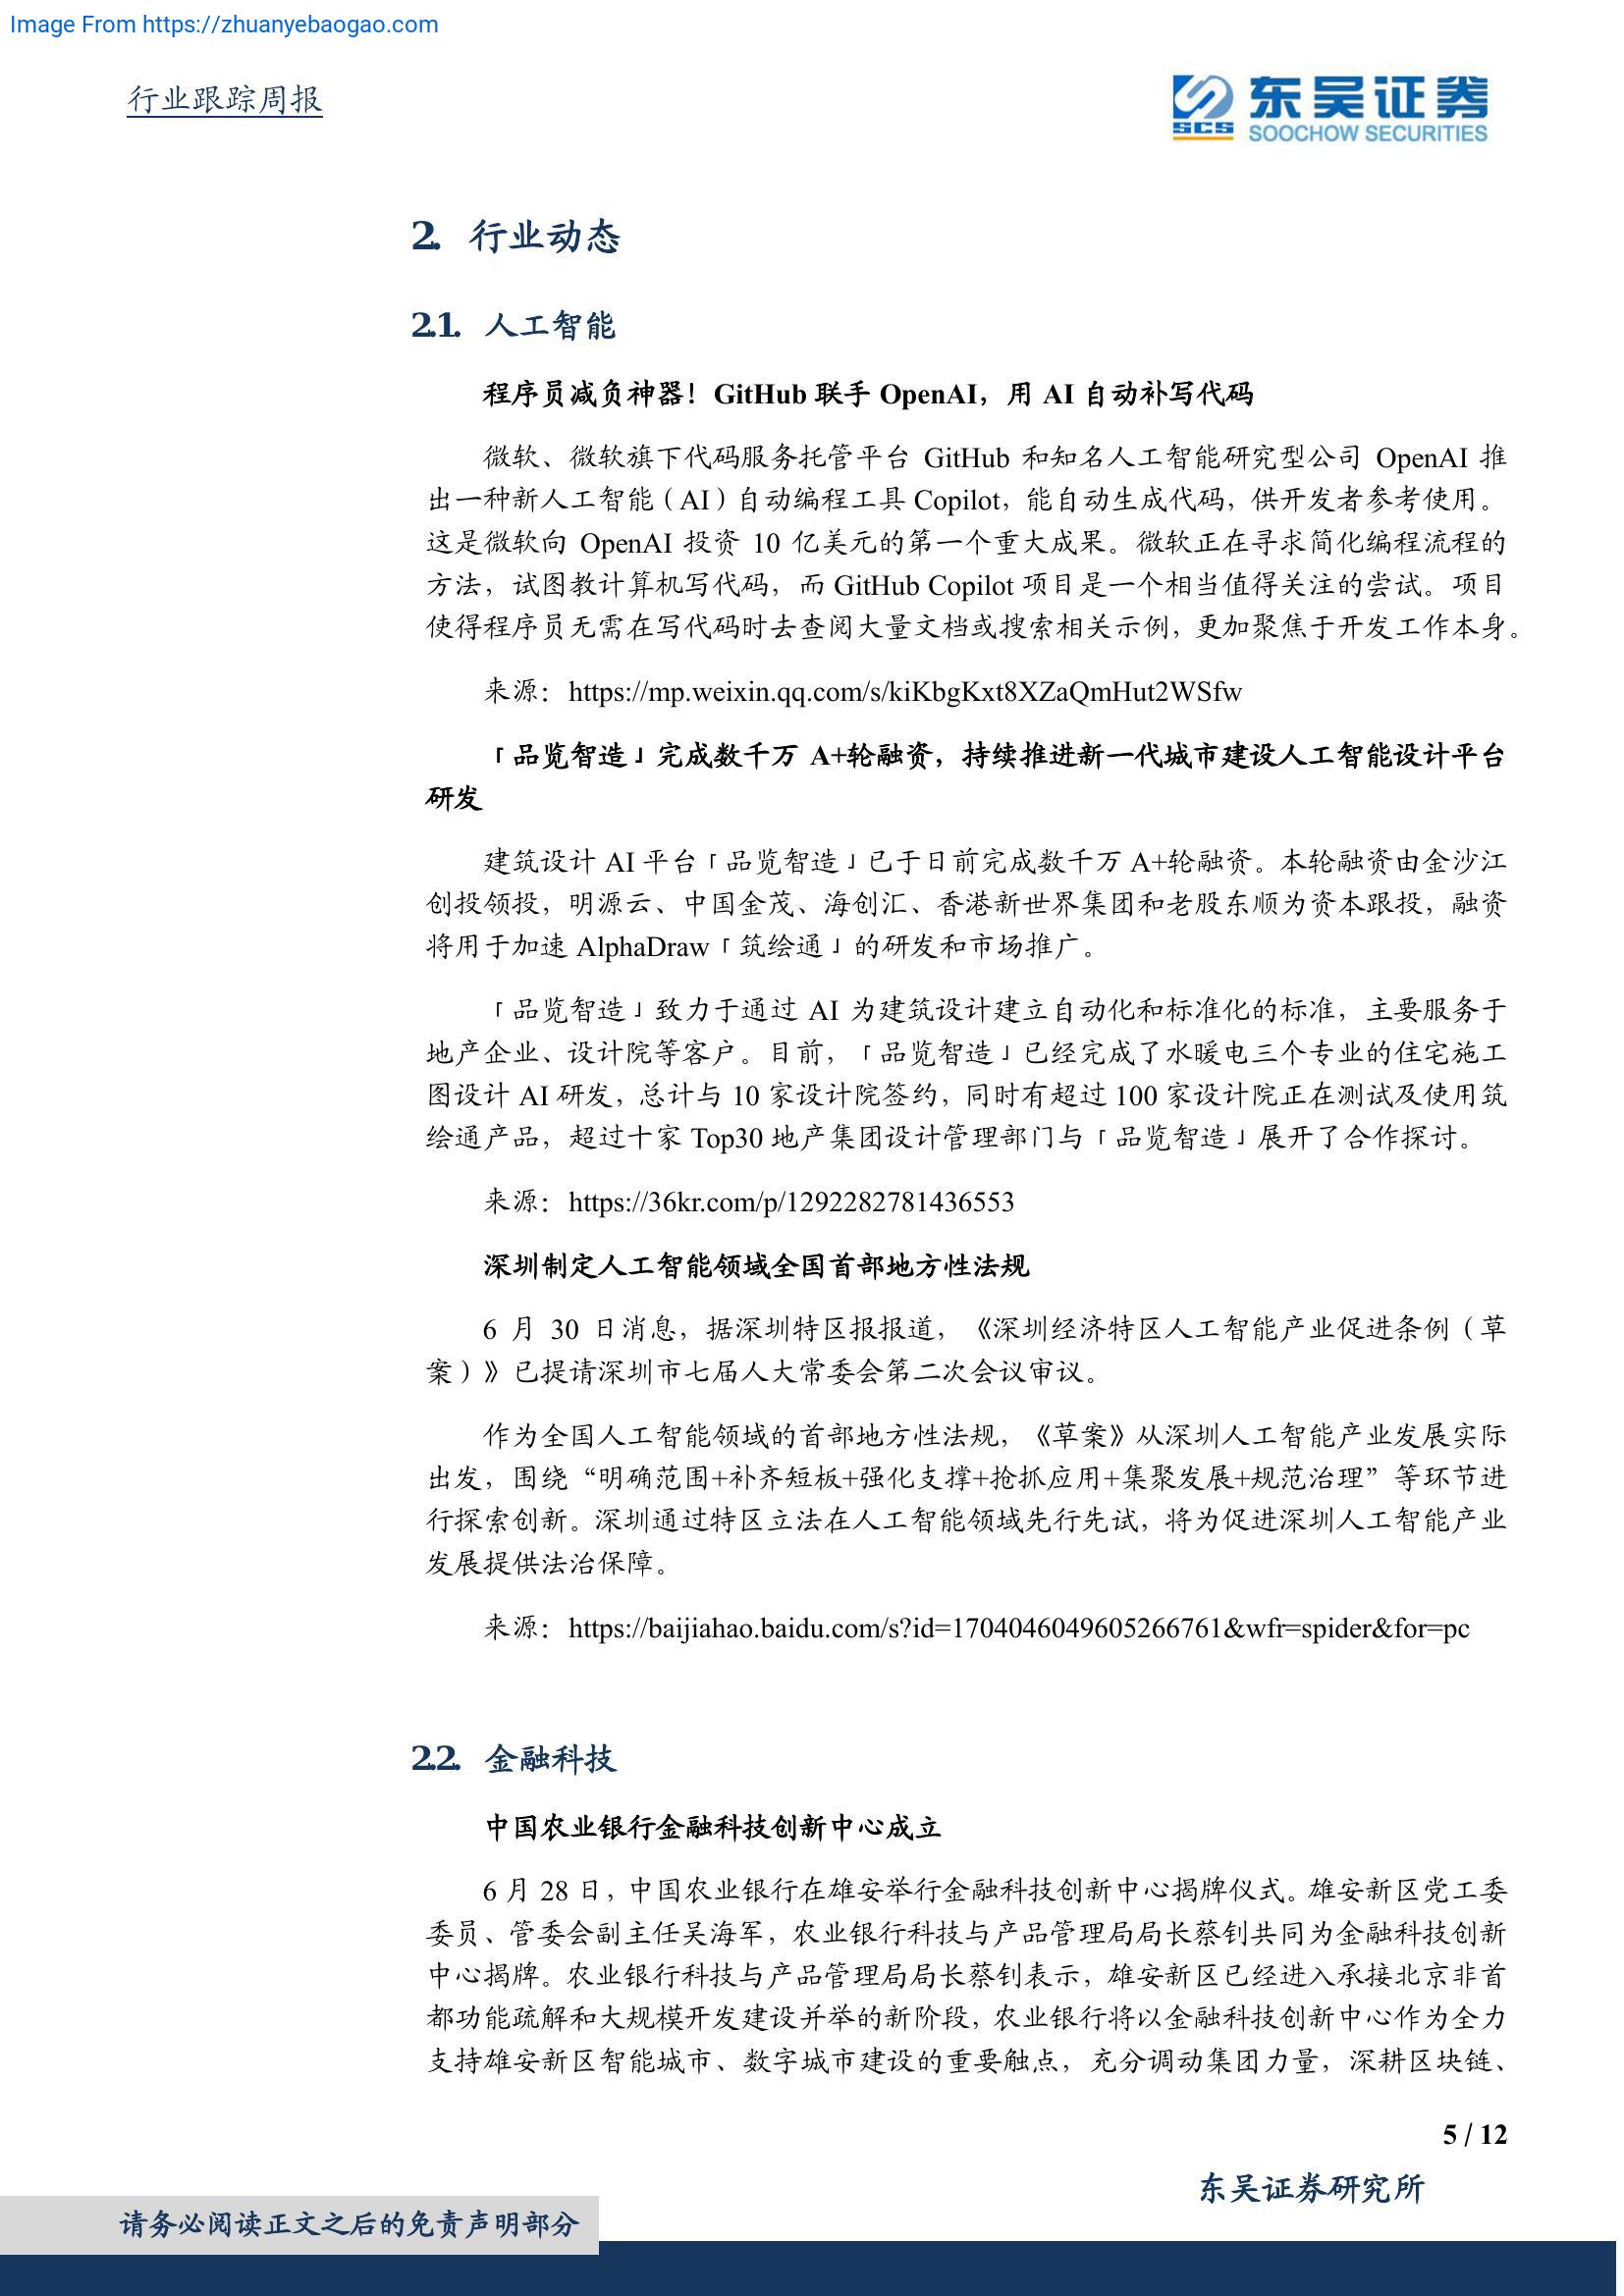 Image From https://zhuanyebaogao.com
行业跟踪周报
SCS
东吴证券
SOOCHOW SECURITIES
2. 行业动态
2.1. 人工智能
程序员减负神器！GitHub 联手 OpenAI，用 AI 自动补写代码
微软、微软旗下代码服务托管平台 GitHub 和知名人工智能研究型公司 OpenAI 推
出一种新人工智能（AI）自动编程工具 Copilot，能自动生成代码，供开发者参考使用。
这是微软向 OpenAI 投资 10 亿美元的第一个重大成果。微软正在寻求简化编程流程的
方法，试图教计算机写代码，而 GitHub Copilot 项目是一个相当值得关注的尝试。项目
使得程序员无需在写代码时去查阅大量文档或搜索相关示例，更加聚焦于开发工作本身。
来源：https://mp.weixin.qq.com/s/kiKbgKxt8XZaQmHut2WSfw
「品览智造」完成数千万 A+轮融资，持续推进新一代城市建设人工智能设计平台
研发
建筑设计 AI 平台「品览智造」已于日前完成数千万 A+轮融资。本轮融资由金沙江
创投领投，明源云、中国金茂、海创汇、香港新世界集团和老股东顺为资本跟投，融资
将用于加速 AlphaDraw「筑绘通」的研发和市场推广。
「品览智造」致力于通过 AI 为建筑设计建立自动化和标准化的标准，主要服务于
地产企业、设计院等客户。目前，「品览智造」已经完成了水暖电三个专业的住宅施工
图设计 AI 研发，总计与 10 家设计院签约，同时有超过 100 家设计院正在测试及使用筑
绘通产品，超过十家 Top30 地产集团设计管理部门与「品览智造」展开了合作探讨。
来源：https://36kr.com/p/1292282781436553
深圳制定人工智能领域全国首部地方性法规
6 月 30 日消息，据深圳特区报报道，《深圳经济特区人工智能产业促进条例（草
案）》已提请深圳市七届人大常委会第二次会议审议。
作为全国人工智能领域的首部地方性法规，《草案》从深圳人工智能产业发展实际
出发，围绕“明确范围+补齐短板+强化支撑+抢抓应用+集聚发展+规范治理”等环节进
行探索创新。深圳通过特区立法在人工智能领域先行先试，将为促进深圳人工智能产业
发展提供法治保障。
来源：https://baijiahao.baidu.com/s?id=1704046049605266761&wfr=spider&for=pc
2.2. 金融科技
中国农业银行金融科技创新中心成立
6 月 28 日，中国农业银行在雄安举行金融科技创新中心揭牌仪式。雄安新区党工委
委员、管委会副主任吴海军，农业银行科技与产品管理局局长蔡钊共同为金融科技创新
中心揭牌。农业银行科技与产品管理局局长蔡钊表示，雄安新区已经进入承接北京非首
都功能疏解和大规模开发建设并举的新阶段，农业银行将以金融科技创新中心作为全力
支持雄安新区智能城市、数字城市建设的重要触点，充分调动集团力量，深耕区块链、
5 / 12
东吴证券研究所
请务必阅读正文之后的免责声明部分